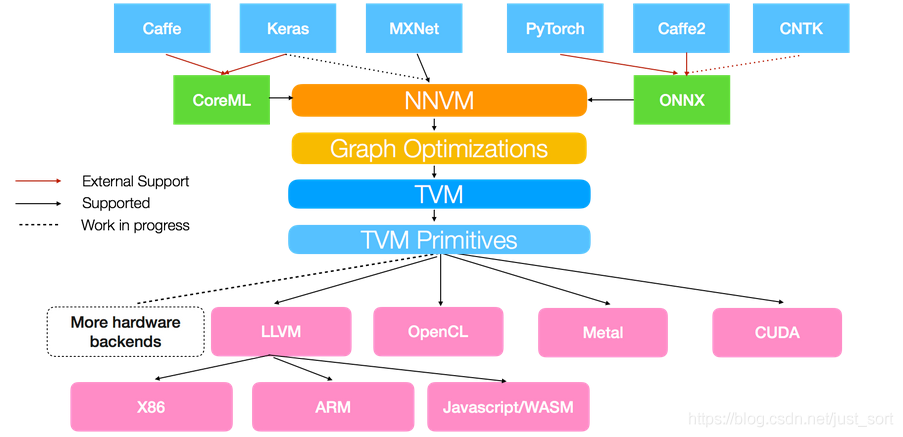 Caffe
Keras
MXNet
PyTorch
Caffe2
CNTK
CoreML
NNVM
ONNX
Graph Optimizations
External Support
Supported
Work in progress
TVM
TVM Primitives
More hardware
backends
LLVM
OpenCL
Metal
CUDA
X86
ARM
Javascript/WASM
https://blog.csdn.net/just_sort